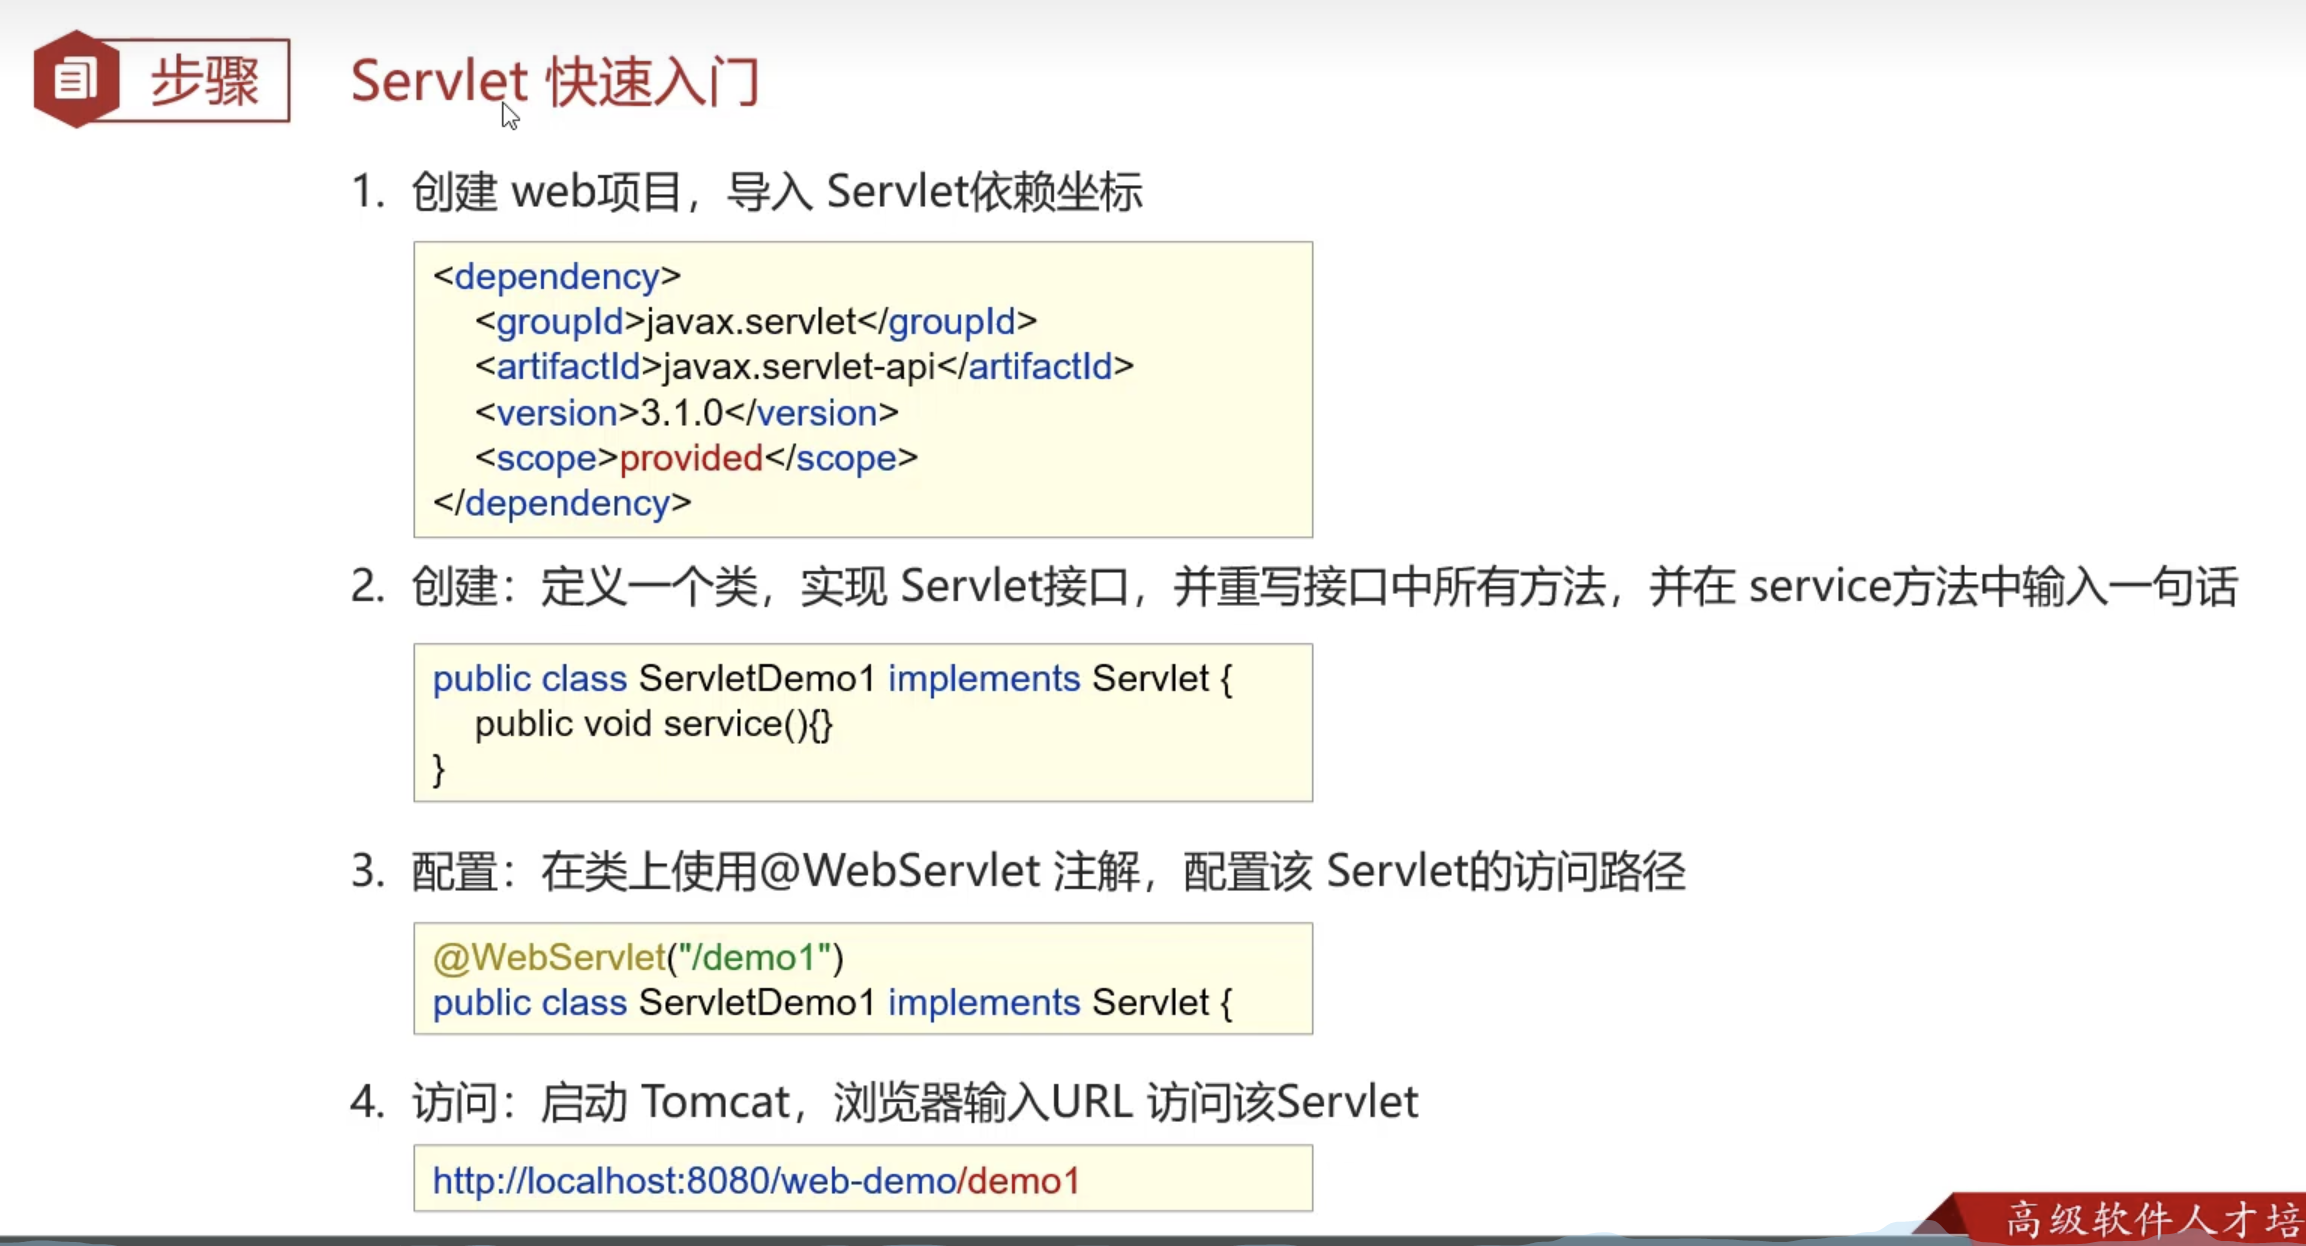 步骤
Servlet 快速入门
1. 创建 web项目，导入 Servlet依赖坐标
<dependency>
<groupId>javax.servlet</groupId>
<artifactId>javax.servlet-api</artifactId>
<version>3.1.0</version>
<scope>provided</scope>
</dependency>
2. 创建：定义一个类，实现 Servlet接口，并重写接口中所有方法，并在 service方法中输入一句话
public class ServletDemo1 implements Servlet {
public void service(){}
}
3. 配置：在类上使用@WebServlet 注解，配置该 Servlet的访问路径
@WebServlet("/demo1")
public class ServletDemo1 implements Servlet {
4. 访问：启动 Tomcat，浏览器输入URL 访问该Servlet
http://localhost:8080/web-demo/demo1
高级软件人才培